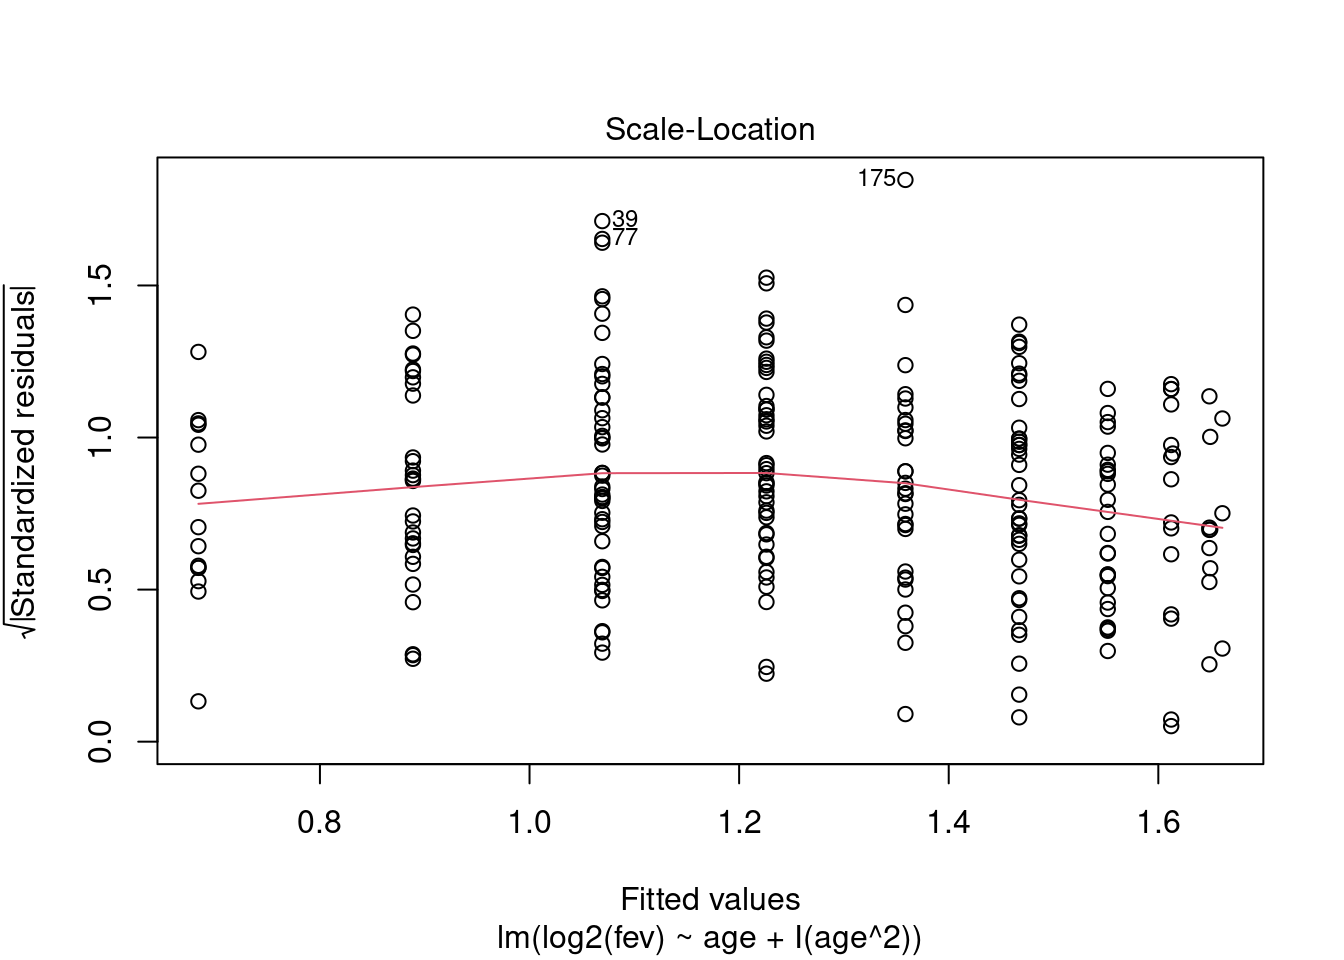 Scale-Location
175
39
77
√|Standardized residuals|
1.5
1.0
0.5
0.0
0.8 1.0 1.2 1.4 1.6
Fitted values
lm(log2(fev) ~ age + I(age^2))